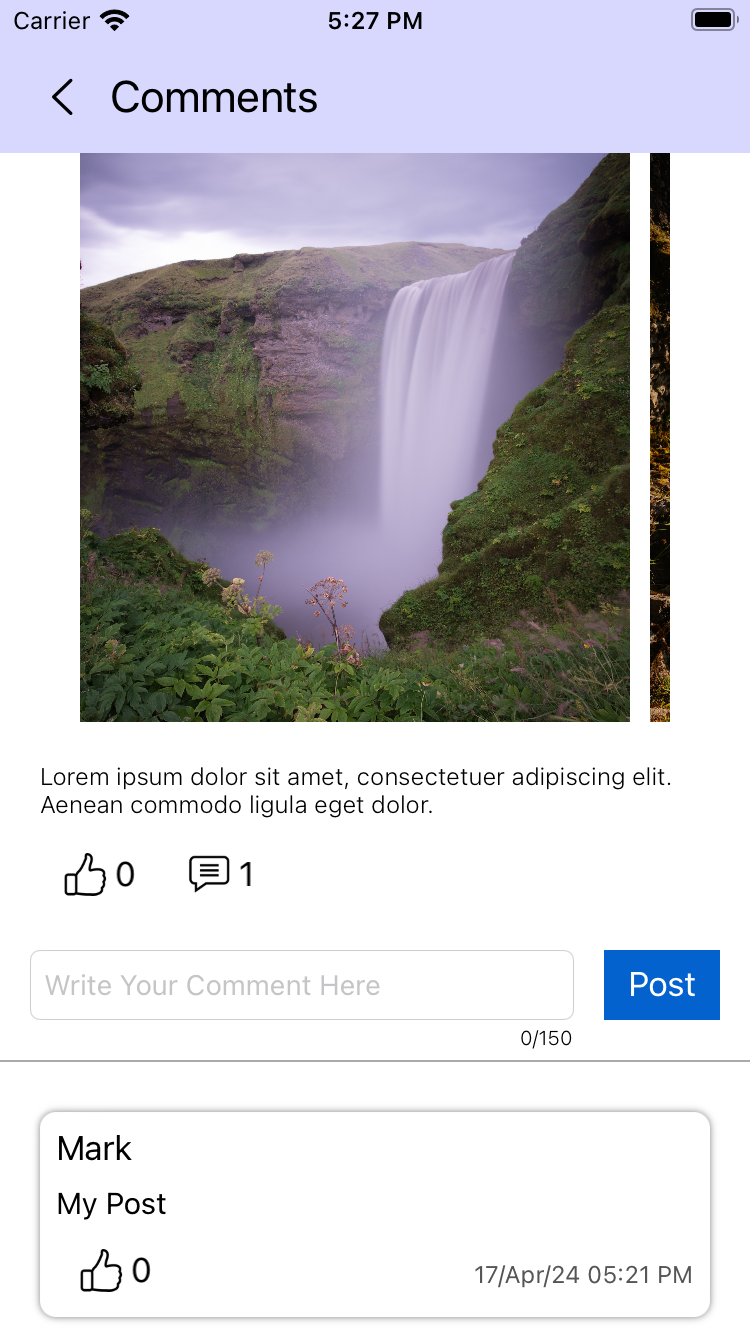 Carrier 5:27 PM
Comments
Lorem ipsum dolor sit amet, consectetuer adipiscing elit.
Aenean commodo ligula eget dolor.
0 1
Write Your Comment Here Post
0/150
Mark
My Post
0 17/Apr/24 05:21 PM